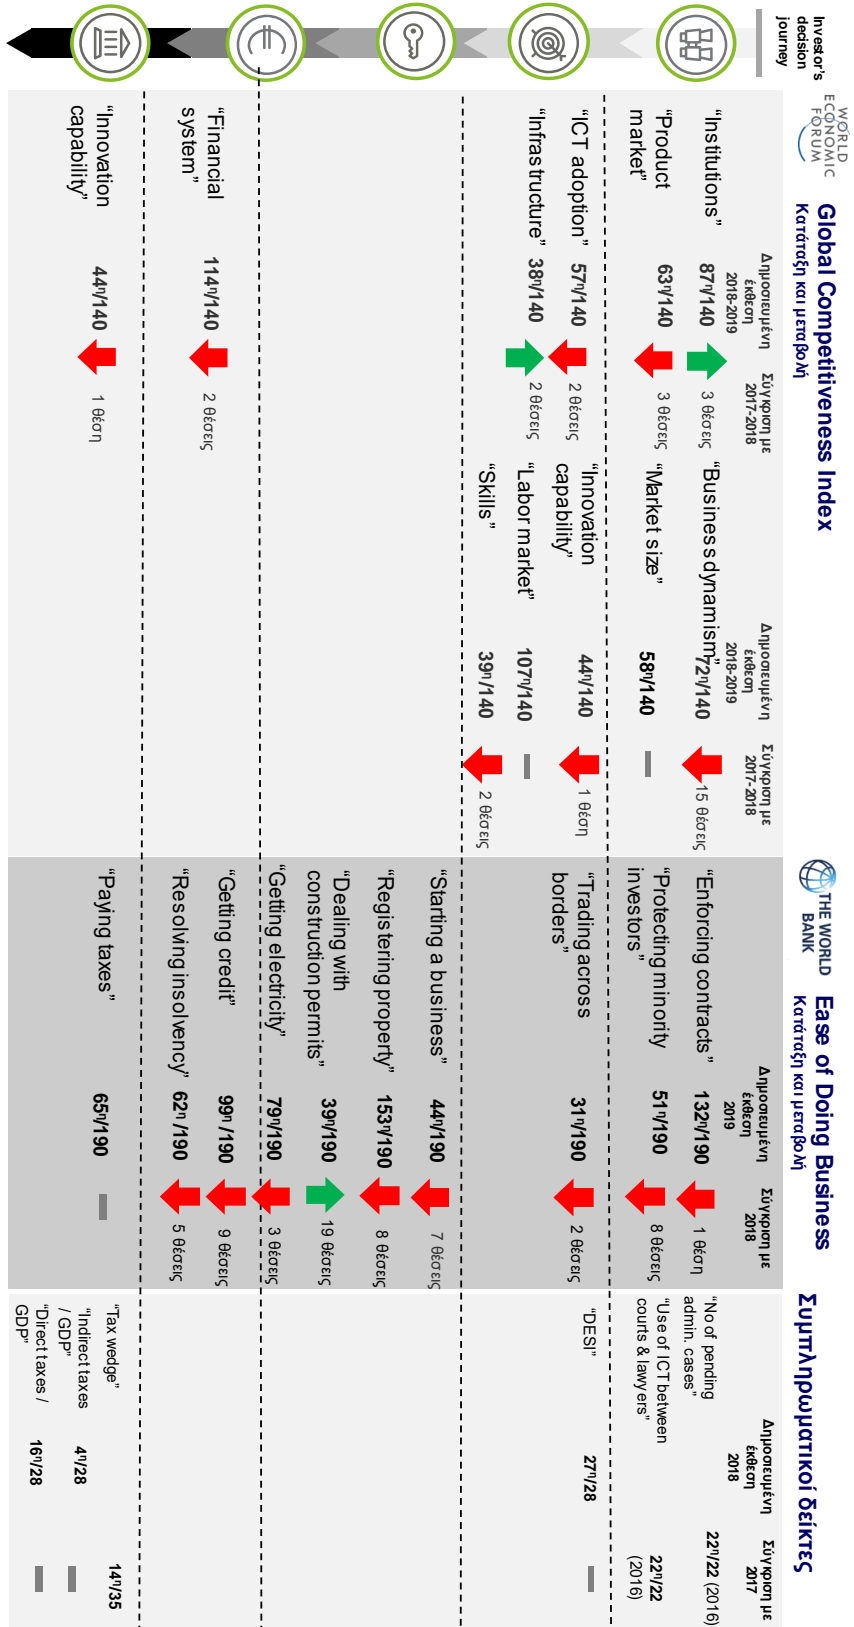 Investor's
decision
journey
WORLD
ECONOMIC
FORUM
Global Competitiveness Index
Κατάταξη και μεταβολή
Δημοσιευμένη
έκθεση
2018-2019
Σύγκριση με
2017-2018
Δημοσιευμένη
έκθεση
2018-2019
Σύγκριση με
2017-2018
THE WORLD
BANK
Ease of Doing Business
Κατάταξη και μεταβολή
Δημοσιευμένη
έκθεση
2019
Σύγκριση με
2018
Συμπληρωματικοί δείκτες
Δημοσιευμένη
έκθεση
2018
Σύγκριση με
2017
“Institutions”
87η/140
3 θέσεις
“Business dynamism”
72η/140
15 θέσεις
“Enforcing contracts”
132η/190
1 θέση
“No of pending
admin. cases”
22η/22 (2016)
“Product
market”
63η/140
3 θέσεις
“Market size”
58η/140
“Protecting minority
investors”
51η/190
8 θέσεις
“Use of ICT between
courts & lawyers”
22η/22
(2016)
“ICT adoption”
57η/140
2 θέσεις
“Innovation
capability”
44η/140
1 θέση
“Trading across
borders”
31η/190
2 θέσεις
“DESI”
27η/28
“Infrastructure”
38η/140
2 θέσεις
“Labor market”
107η/140
“Skills”
39η/140
2 θέσεις
“Starting a business”
44η/190
7 θέσεις
“Registering property”
153η/190
8 θέσεις
“Dealing with
construction permits”
39η/190
19 θέσεις
“Getting electricity”
79η/190
3 θέσεις
“Financial
system”
114η/140
2 θέσεις
“Getting credit”
99η /190
9 θέσεις
“Resolving insolvency”
62η /190
5 θέσεις
“Innovation
capability”
44η/140
1 θέση
“Paying taxes”
65η/190
“Tax wedge”
14η/35
“Indirect taxes
/ GDP”
4η/28
“Direct taxes /
GDP”
16η/28